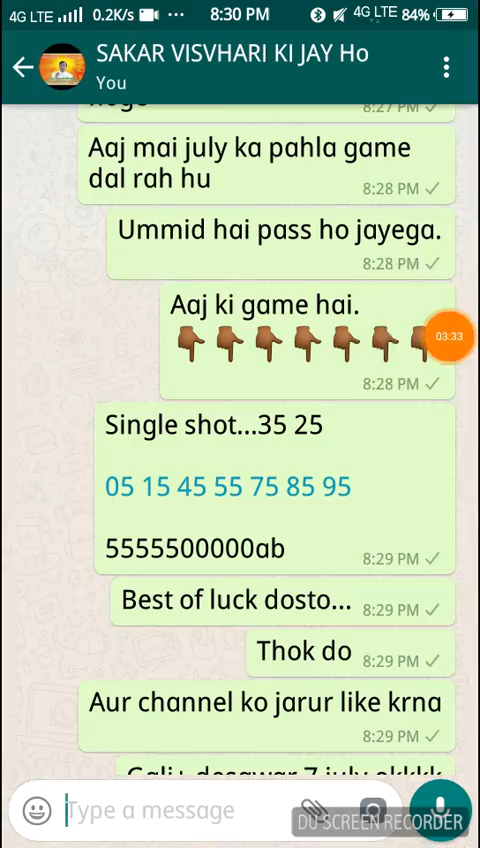 4G LTE 0.2K/s 8:30 PM 4G LTE 84%
SAKAR VISVHARI KI JAY Ho
You
8:27 PM
Aaj mai july ka pahla game
dal rah hu
8:28 PM
Ummid hai pass ho jayega.
8:28 PM
Aaj ki game hai.
👇🏾👇🏾👇🏾👇🏾👇🏾👇🏾👇🏾
03:33
8:28 PM
Single shot...35 25
05 15 45 55 75 85 95
5555500000ab
8:29 PM
Best of luck dosto...
8:29 PM
Thok do
8:29 PM
Aur channel ko jarur like krna
8:29 PM
desawar 7 july okkkk
Type a message
DU SCREEN RECORDER